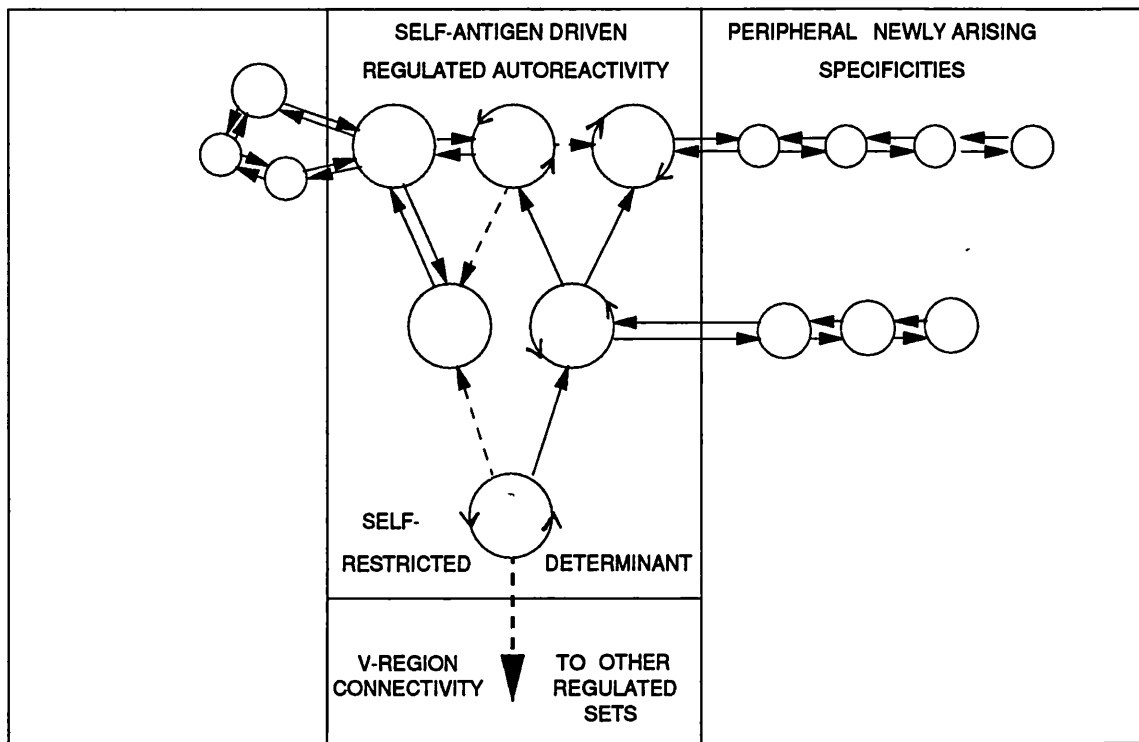 SELF-ANTIGEN DRIVEN
REGULATED AUTOREACTIVITY
PERIPHERAL NEWLY ARISING
SPECIFICITIES
SELF-
RESTRICTED DETERMINANT
V-REGION
CONNECTIVITY
TO OTHER
REGULATED
SETS